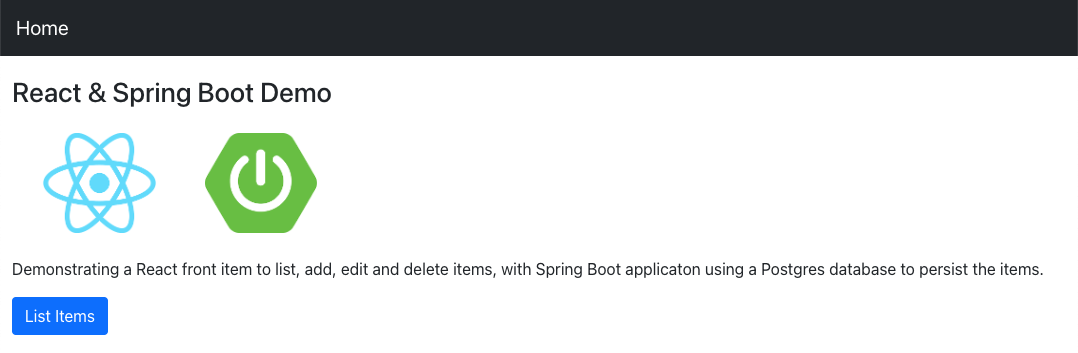 Home
React & Spring Boot Demo
Demonstrating a React front item to list, add, edit and delete items, with Spring Boot applicaton using a Postgres database to persist the items.
List Items